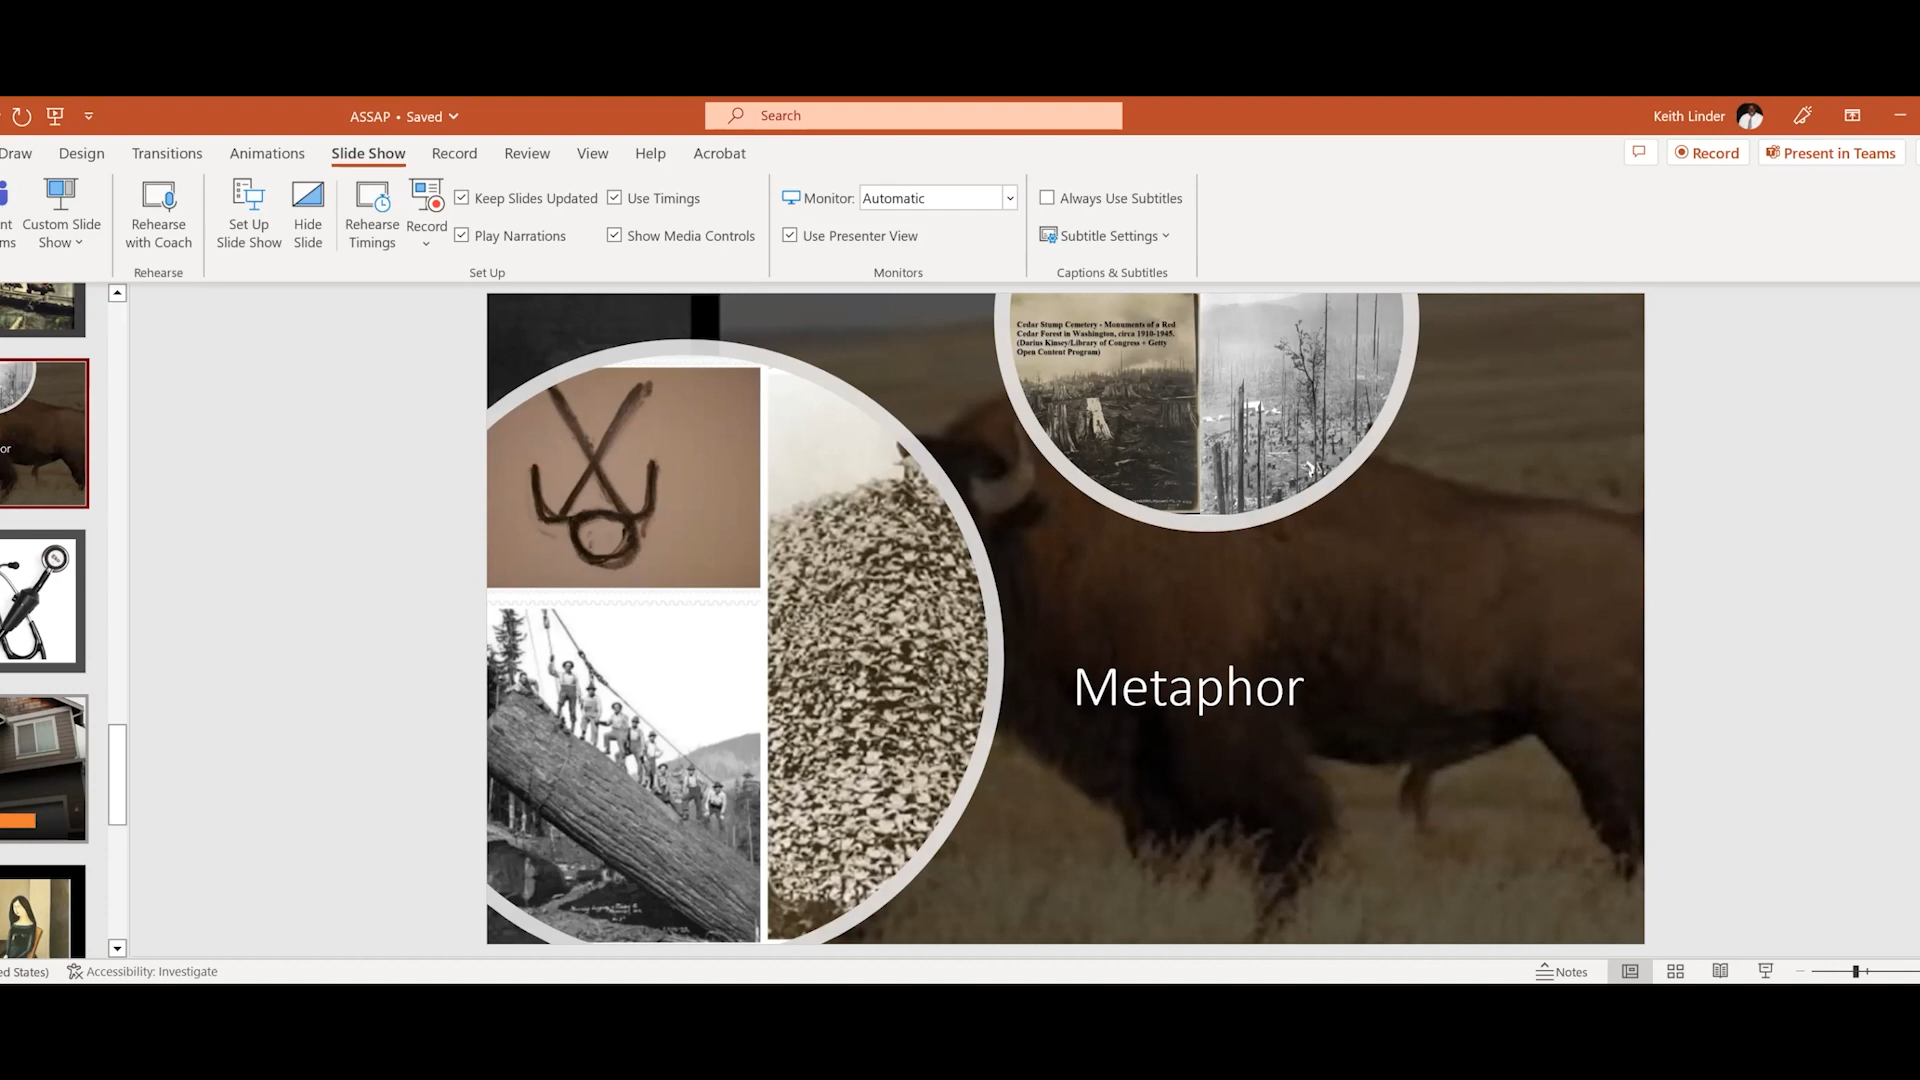 ASSAP • Saved
Search
Keith Linder
Draw
Design
Transitions
Animations
Slide Show
Record
Review
View
Help
Acrobat
Record
Present in Teams
Custom Slide
Show
Rehearse
with Coach
Set Up
Slide Show
Hide
Slide
Rehearse
Timings
Record
Keep Slides Updated
Use Timings
Play Narrations
Show Media Controls
Monitor:
Automatic
Use Presenter View
Always Use Subtitles
Subtitle Settings
Rehearse
Set Up
Monitors
Captions & Subtitles
Cedar Stump Cemetery - Monuments of a Red
Cedar Forest in Washington, circa 1910-1945.
(Darius Kinsey/Library of Congress + Getty
Open Content Program)
Metaphor
ed States)
Accessibility: Investigate
Notes